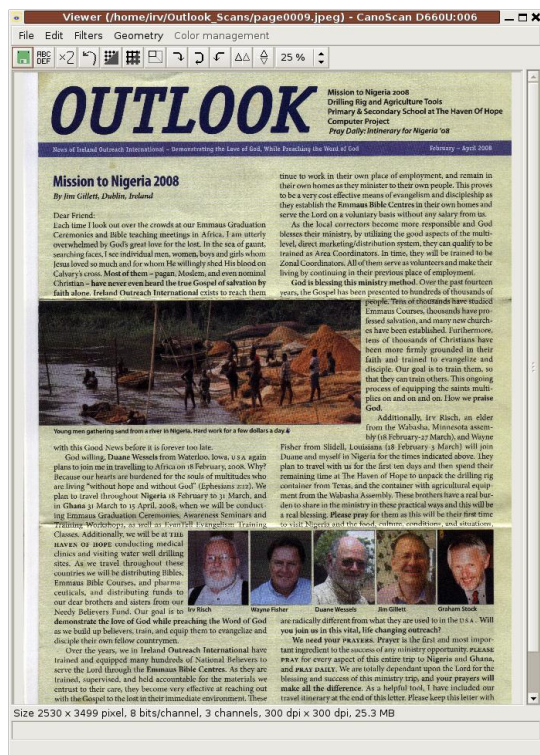 Viewer (/home/irv/Outlook_Scans/page0009.jpeg) - CanoScan D660U:006
File Edit Filters Geometry Color management
ABC
DEF
×2
25 %
OUTLOOK
Mission to Nigeria 2008
Drilling Rig and Agriculture Tools
Primary & Secondary School at The Haven Of Hope
Computer Project
Pray Daily: Intinerary for Nigeria '08
News of Ireland Outreach International – Demonstrating the Love of God, While Preaching the Word of God
February – April 2008
Mission to Nigeria 2008
By Jim Gillett, Dublin, Ireland
Dear Friend:
Each time I look out over the crowds at our Emmaus Graduation
Ceremonies and Bible teaching meetings in Africa, I am utterly
overwhelmed by God's great love for the lost. In the sea of gaunt,
searching faces, I see individual men, women, boys and girls whom
Jesus loved so much and for whom He willingly shed His blood on
Calvary's cross. Most of them – pagan, Moslem, and even nominal
Christian – have never even heard the true Gospel of salvation by
faith alone. Ireland Outreach International exists to reach them
Young men gathering sand from a river in Nigeria. Hard work for a few dollars a day.
with this Good News before it is forever too late.
God willing, Duane Wessels from Waterloo, Iowa, USA again
plans to join me in travelling to Africa on 18 February, 2008. Why?
Because our hearts are burdened for the souls of multitudes who
are living "without hope and without God" (Ephesians 2:12). We
plan to travel throughout Nigeria 18 February to 31 March, and
in Ghana 31 March to 15 April, 2008, when we will be conduct-
ing Emmaus Graduation Ceremonies, Awareness Seminars and
Training Workshops, as well as EvanTell Evangelism Training
Classes. Additionally, we will be at THE
HAVEN OF HOPE conducting medical
clinics and visiting water well drilling
sites. As we travel throughout these
countries we will be distributing Bibles,
Emmaus Bible Courses, and pharma-
ceuticals, and distributing funds to
our dear brothers and sisters from our
Needy Believers Fund. Our goal is to
demonstrate the love of God while preaching the Word of God
as we build up believers, train, and equip them to evangelize and
disciple their own fellow countrymen.
Over the years, we in Ireland Outreach International have
trained and equipped many hundreds of National Believers to
serve the Lord through the Emmaus Bible Centres. As they are
trained, supervised, and held accountable for the materials we
entrust to their care, they become very effective at reaching out
with the Gospel to the lost in their immediate environment. These
tinue to work in their own place of employment, and remain in
their own homes as they minister to their own people. This proves
to be a very cost effective means of evangelism and discipleship as
they establish the Emmaus Bible Centres in their own homes and
serve the Lord on a voluntary basis without any salary from us.
As the local correctors become more responsible and God
blesses their ministry, by utilizing the good aspects of the multi-
level, direct marketing/distribution system, they can qualify to be
trained as Area Coordinators. In time, they will be trained to be
Zonal Coordinators. All of them serve as volunteers and make their
living by continuing in their previous place of employment.
God is blessing this ministry method. Over the past fourteen
years, the Gospel has been presented to hundreds of thousands of
people. Tens of thousands have studied
Emmaus Courses, thousands have pro-
fessed salvation, and many new church-
es have been established. Furthermore,
tens of thousands of Christians have
been more firmly grounded in their
faith and trained to evangelize and
disciple. Our goal is to train them, so
that they can train others. This ongoing
process of equipping the saints multi-
plies on and on and on. How we praise
God.
Additionally, Irv Risch, an elder
from the Wabasha, Minnesota assem-
bly (18 February-27 March), and Wayne
Fisher from Slidell, Louisiana (18 February-3 March) will join
Duane and myself in Nigeria for the times indicated above. They
plan to travel with us for the first ten days and then spend their
remaining time at The Haven of Hope to unpack the drilling rig
container from Texas, and the container with agricultural equip-
ment from the Wabasha Assembly. These brothers have a real bur-
den to share in the ministry in these practical ways and this will be
a real blessing. Please pray for them as this will be their first time
to visit Nigeria and the food, culture, conditions, and situations,
Irv Risch Wayne Fisher Duane Wessels Jim Gillett Graham Stock
are radically different from what they are used to in the USA. Will
you join us in this vital, life changing outreach?
We need your PRAYERS. Prayer is the first and most impor-
tant ingredient to the success of any ministry opportunity. PLEASE
PRAY for every aspect of this entire trip to Nigeria and Ghana,
and PRAY DAILY. We are totally dependent upon the Lord for the
blessing and success of this ministry trip, and your prayers will
make all the difference. As a helpful tool, I have included our
travel itinerary at the end of this letter. Please keep this letter with
Size 2530 x 3499 pixel, 8 bits/channel, 3 channels, 300 dpi x 300 dpi, 25.3 MB